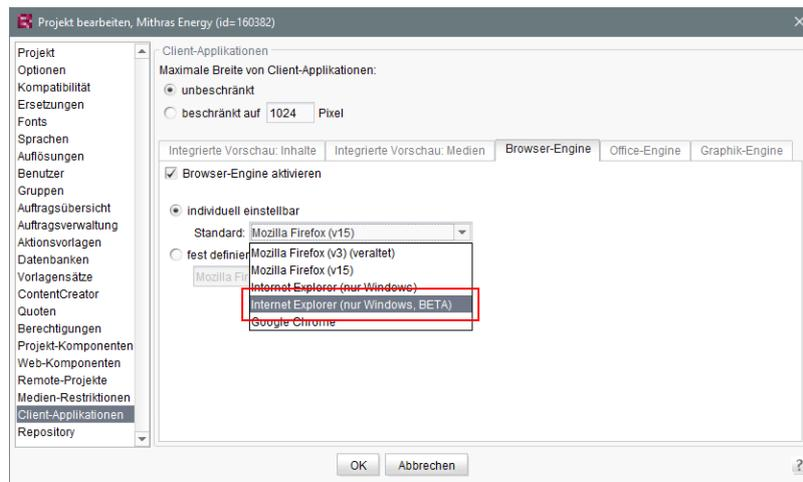 Projekt bearbeiten, Mithras Energy (id=160382)
Projekt
Optionen
Kompatibilität
Ersetzungen
Fonts
Sprachen
Auflösungen
Benutzer
Gruppen
Auftragsübersicht
Auftragsverwaltung
Aktionsvorlagen
Datenbanken
Vorlagensätze
ContentCreator
Quoten
Berechtigungen
Projekt-Komponenten
Web-Komponenten
Remote-Projekte
Medien-Restriktionen
Client-Applikationen
Repository
Client-Applikationen
Maximale Breite von Client-Applikationen:
unbeschränkt
beschränkt auf 1024 Pixel
Integrierte Vorschau: Inhalte Integrierte Vorschau: Medien Browser-Engine Office-Engine Graphik-Engine
Browser-Engine aktivieren
individuell einstellbar
Standard: Mozilla Firefox (v15)
fest definier
Mozilla Fir
Mozilla Firefox (v3) (veraltet)
Mozilla Firefox (v15)
Internet Explorer (nur Windows)
Internet Explorer (nur Windows, BETA)
Google Chrome
OK Abbrechen
?